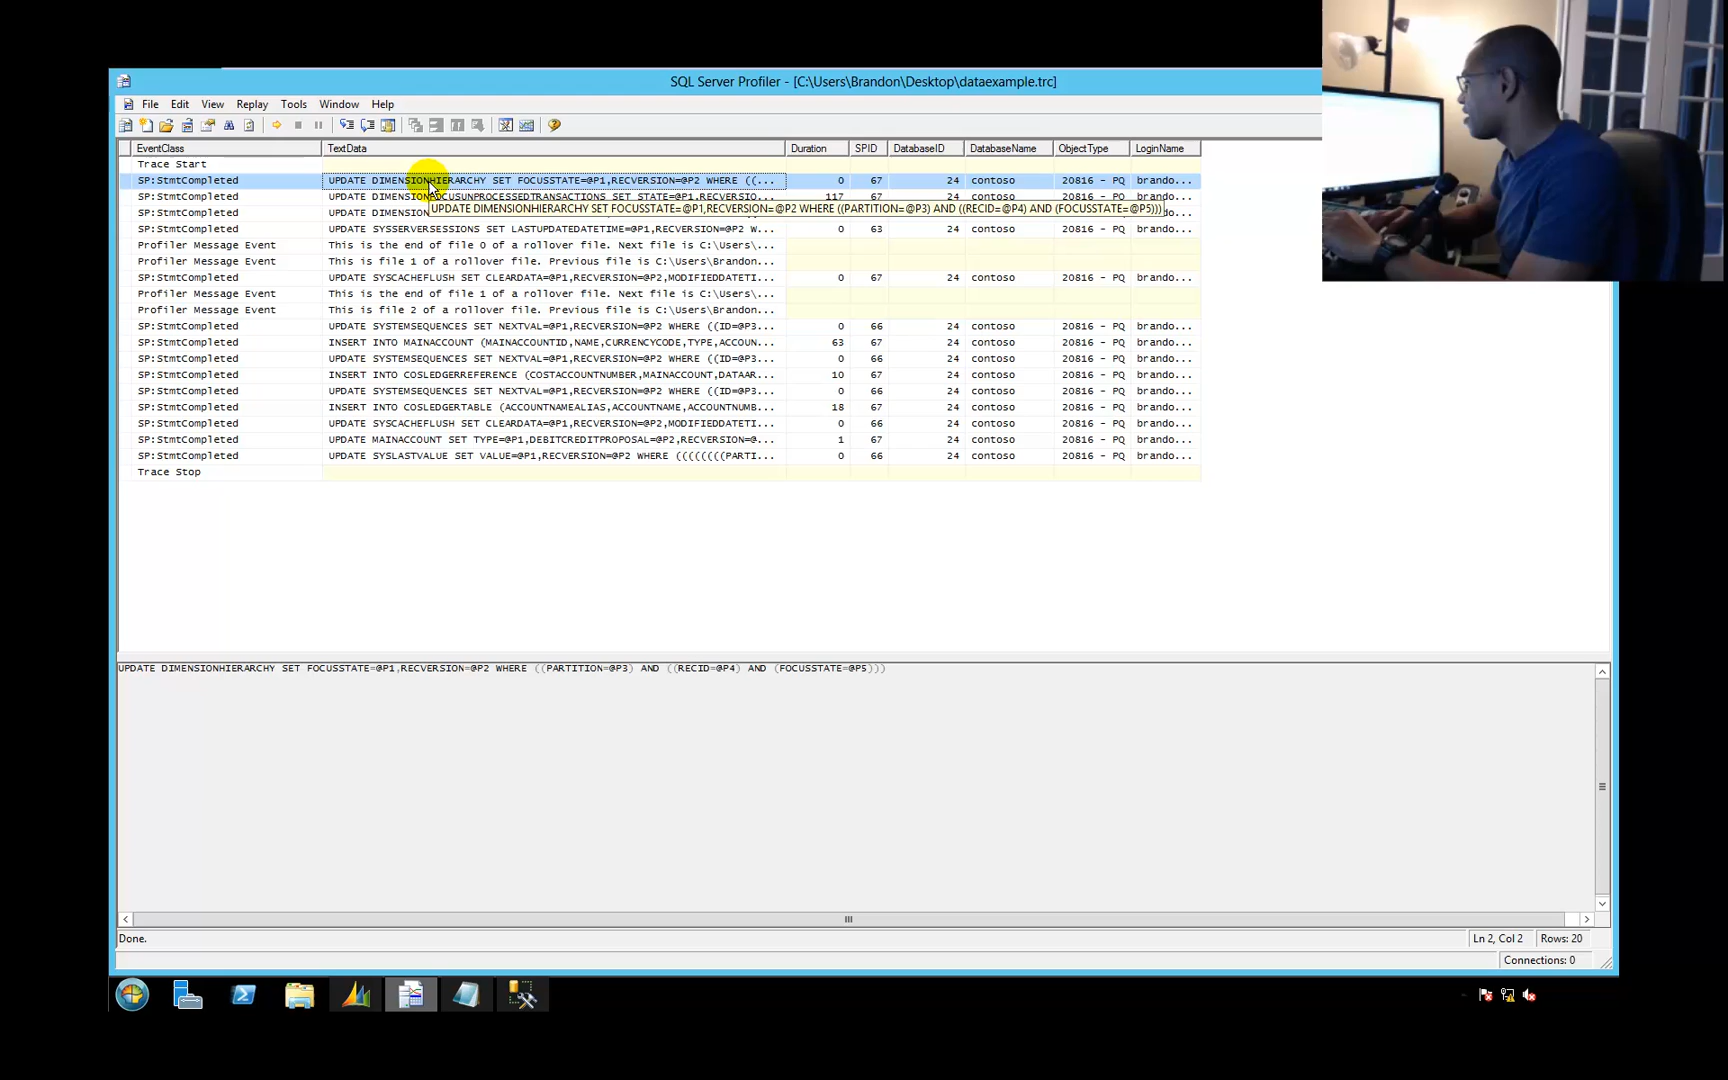 SQL Server Profiler - [C:\Users\Brandon\Desktop\dataexample.trc]
File Edit View Replay Tools Window Help
EventClass TextData Duration SPID DatabaseID DatabaseName ObjectType LoginName
Trace Start
SP:StmtCompleted UPDATE DIMENSIONHIERARCHY SET FOCUSSTATE=@P1,RECVERSION=@P2 WHERE ((... 0 67 24 contoso 20816 - PQ brando...
SP:StmtCompleted UPDATE DIMENSIONFOCUSUNPROCESSEDTRANSACTIONS SET STATE=@P1,RECVERSIO... 117 67 24 contoso 20816 - PQ brando...
UPDATE DIMENSIONHIERARCHY SET FOCUSSTATE=@P1,RECVERSION=@P2 WHERE ((PARTITION=@P3) AND ((RECID=@P4) AND (FOCUSSTATE=@P5)))
SP:StmtCompleted UPDATE DIMENSION
SP:StmtCompleted UPDATE SYSSERVERSESSIONS SET LASTUPDATEDATETIME=@P1,RECVERSION=@P2 W... 0 63 24 contoso 20816 - PQ brando...
Profiler Message Event This is the end of file 0 of a rollover file. Next file is C:\Users\...
Profiler Message Event This is file 1 of a rollover file. Previous file is C:\Users\Brandon...
SP:StmtCompleted UPDATE SYSCACHEFLUSH SET CLEARDATA=@P1,RECVERSION=@P2,MODIFIEDDATETI... 0 67 24 contoso 20816 - PQ brando...
Profiler Message Event This is the end of file 1 of a rollover file. Next file is C:\Users\...
Profiler Message Event This is file 2 of a rollover file. Previous file is C:\Users\Brandon...
SP:StmtCompleted UPDATE SYSTEMSEQUENCES SET NEXTVAL=@P1,RECVERSION=@P2 WHERE ((ID=@P3... 0 66 24 contoso 20816 - PQ brando...
SP:StmtCompleted INSERT INTO MAINACCOUNT (MAINACCOUNTID,NAME,CURRENCYCODE,TYPE,ACCOUN... 63 67 24 contoso 20816 - PQ brando...
SP:StmtCompleted UPDATE SYSTEMSEQUENCES SET NEXTVAL=@P1,RECVERSION=@P2 WHERE ((ID=@P3... 0 66 24 contoso 20816 - PQ brando...
SP:StmtCompleted INSERT INTO COSLEDGERREFERENCE (COSTACCOUNTNUMBER,MAINACCOUNT,DATAAR... 10 67 24 contoso 20816 - PQ brando...
SP:StmtCompleted UPDATE SYSTEMSEQUENCES SET NEXTVAL=@P1,RECVERSION=@P2 WHERE ((ID=@P3... 0 66 24 contoso 20816 - PQ brando...
SP:StmtCompleted INSERT INTO COSLEDGERTABLE (ACCOUNTNAMEALIAS,ACCOUNTNAME,ACCOUNTNUMB... 18 67 24 contoso 20816 - PQ brando...
SP:StmtCompleted UPDATE SYSCACHEFLUSH SET CLEARDATA=@P1,RECVERSION=@P2,MODIFIEDDATETI... 0 67 24 contoso 20816 - PQ brando...
SP:StmtCompleted UPDATE MAINACCOUNT SET TYPE=@P1,DEBITCREDITPROPOSAL=@P2,RECVERSION=@... 1 67 24 contoso 20816 - PQ brando...
SP:StmtCompleted UPDATE SYSLASTVALUE SET VALUE=@P1,RECVERSION=@P2 WHERE ((((((((PARTI... 0 66 24 contoso 20816 - PQ brando...
Trace Stop
UPDATE DIMENSIONHIERARCHY SET FOCUSSTATE=@P1,RECVERSION=@P2 WHERE ((PARTITION=@P3) AND ((RECID=@P4) AND (FOCUSSTATE=@P5)))
Done. Ln 2, Col 2 Rows: 20
Connections: 0